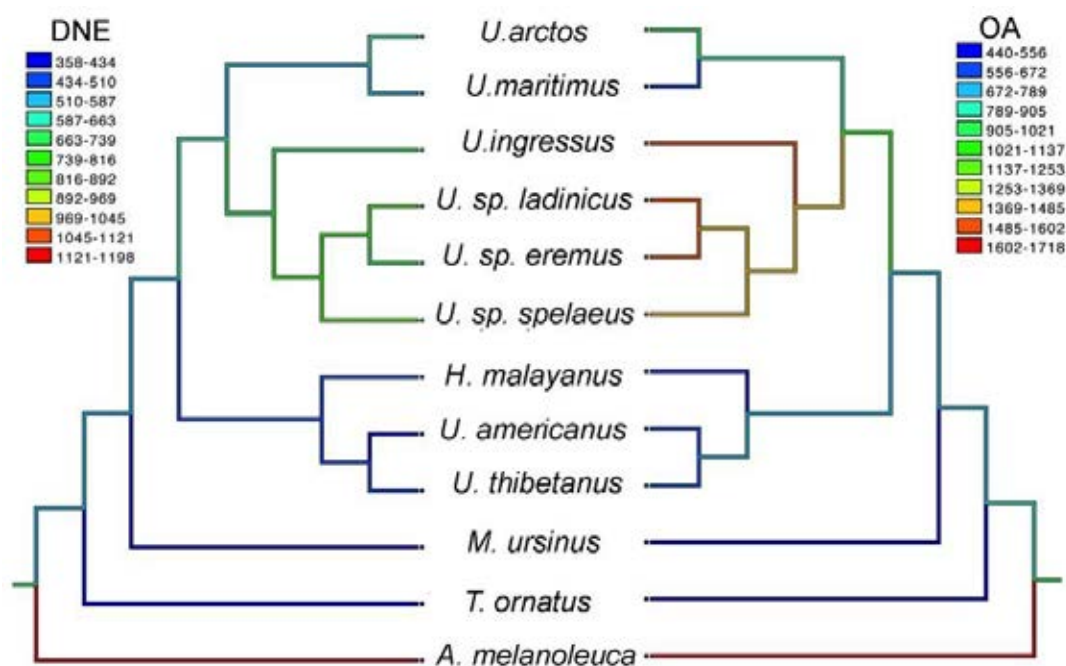 DNE
358-434
434-510
510-587
587-663
663-739
739-816
816-892
892-969
969-1045
1045-1121
1121-1198
U.arctos
U.maritimus
U.ingressus
U. sp. ladinicus
U. sp. eremus
U. sp. spelaeus
H. malayanus
U. americanus
U. thibetanus
M. ursinus
T. ornatus
A. melanoleuca
OA
440-556
556-672
672-789
789-905
905-1021
1021-1137
1137-1253
1253-1369
1369-1485
1485-1602
1602-1718